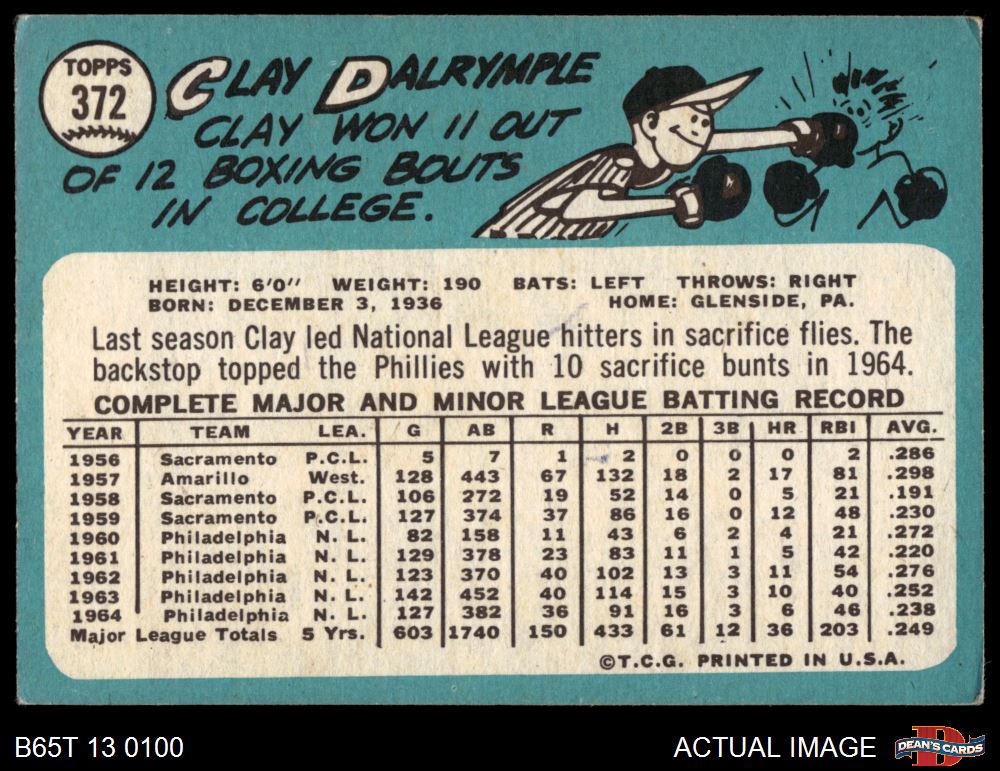 TOPPS
372
CLAY DALRYMPLE
CLAY WON 11 OUT
OF 12 BOXING BOUTS
IN COLLEGE.
HEIGHT: 6'0" WEIGHT: 190 BATS: LEFT THROWS: RIGHT
BORN: DECEMBER 3, 1936 HOME: GLENSIDE, PA.
Last season Clay led National League hitters in sacrifice flies. The
backstop topped the Phillies with 10 sacrifice bunts in 1964.
COMPLETE MAJOR AND MINOR LEAGUE BATTING RECORD
YEAR TEAM LEA. G AB R H 2B 3B HR RBI AVG.
1956 Sacramento P.C.L. 5 7 1 2 0 0 0 2 .286
1957 Amarillo West. 128 443 67 132 18 2 17 81 .298
1958 Sacramento P.C.L. 106 272 19 52 14 0 5 21 .191
1959 Sacramento P.C.L. 127 374 37 86 16 0 12 48 .230
1960 Philadelphia N. L. 82 158 11 43 6 2 4 21 .272
1961 Philadelphia N. L. 129 378 23 83 11 1 5 42 .220
1962 Philadelphia N. L. 123 370 40 102 13 3 11 54 .276
1963 Philadelphia N. L. 142 452 40 114 15 3 10 40 .252
1964 Philadelphia N. L. 127 382 36 91 16 3 6 46 .238
Major League Totals 5 Yrs. 603 1740 150 433 61 12 36 203 .249
©T.C.G. PRINTED IN U.S.A.
B65T 13 0100 ACTUAL IMAGE DEAN'S CARDS